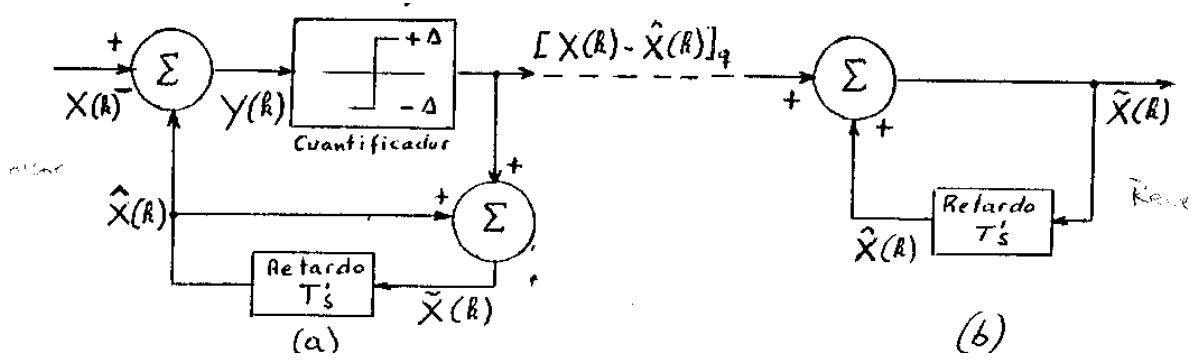 +
Σ
X(k)
−
Y(k)
+ Δ
− Δ
Cuantificador
[X(k) - X̂(k)]q
+
Σ
+
X̃(k)
Retardo
T's
X̂(k)
+
+
Σ
X̂(k)
Retardo
T's
X̃(k)
(a)
(b)